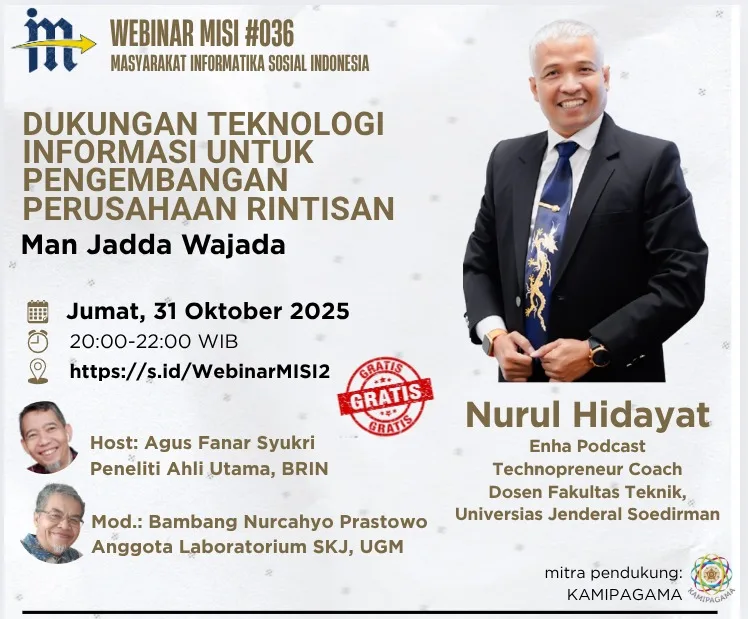 WEBINAR MISI #036
MASYARAKAT INFORMATIKA SOSIAL INDONESIA
DUKUNGAN TEKNOLOGI
INFORMASI UNTUK
PENGEMBANGAN
PERUSAHAAN RINTISAN
Man Jadda Wajada
Jumat, 31 Oktober 2025
20:00-22:00 WIB
https://s.id/WebinarMISI2
GRATIS
GRATIS
GRATIS
Host: Agus Fanar Syukri
Peneliti Ahli Utama, BRIN
Mod.: Bambang Nurcahyo Prastowo
Anggota Laboratorium SKJ, UGM
Nurul Hidayat
Enha Podcast
Technopreneur Coach
Dosen Fakultas Teknik,
Universias Jenderal Soedirman
mitra pendukung:
KAMIPAGAMA
KAMIPAGAMA